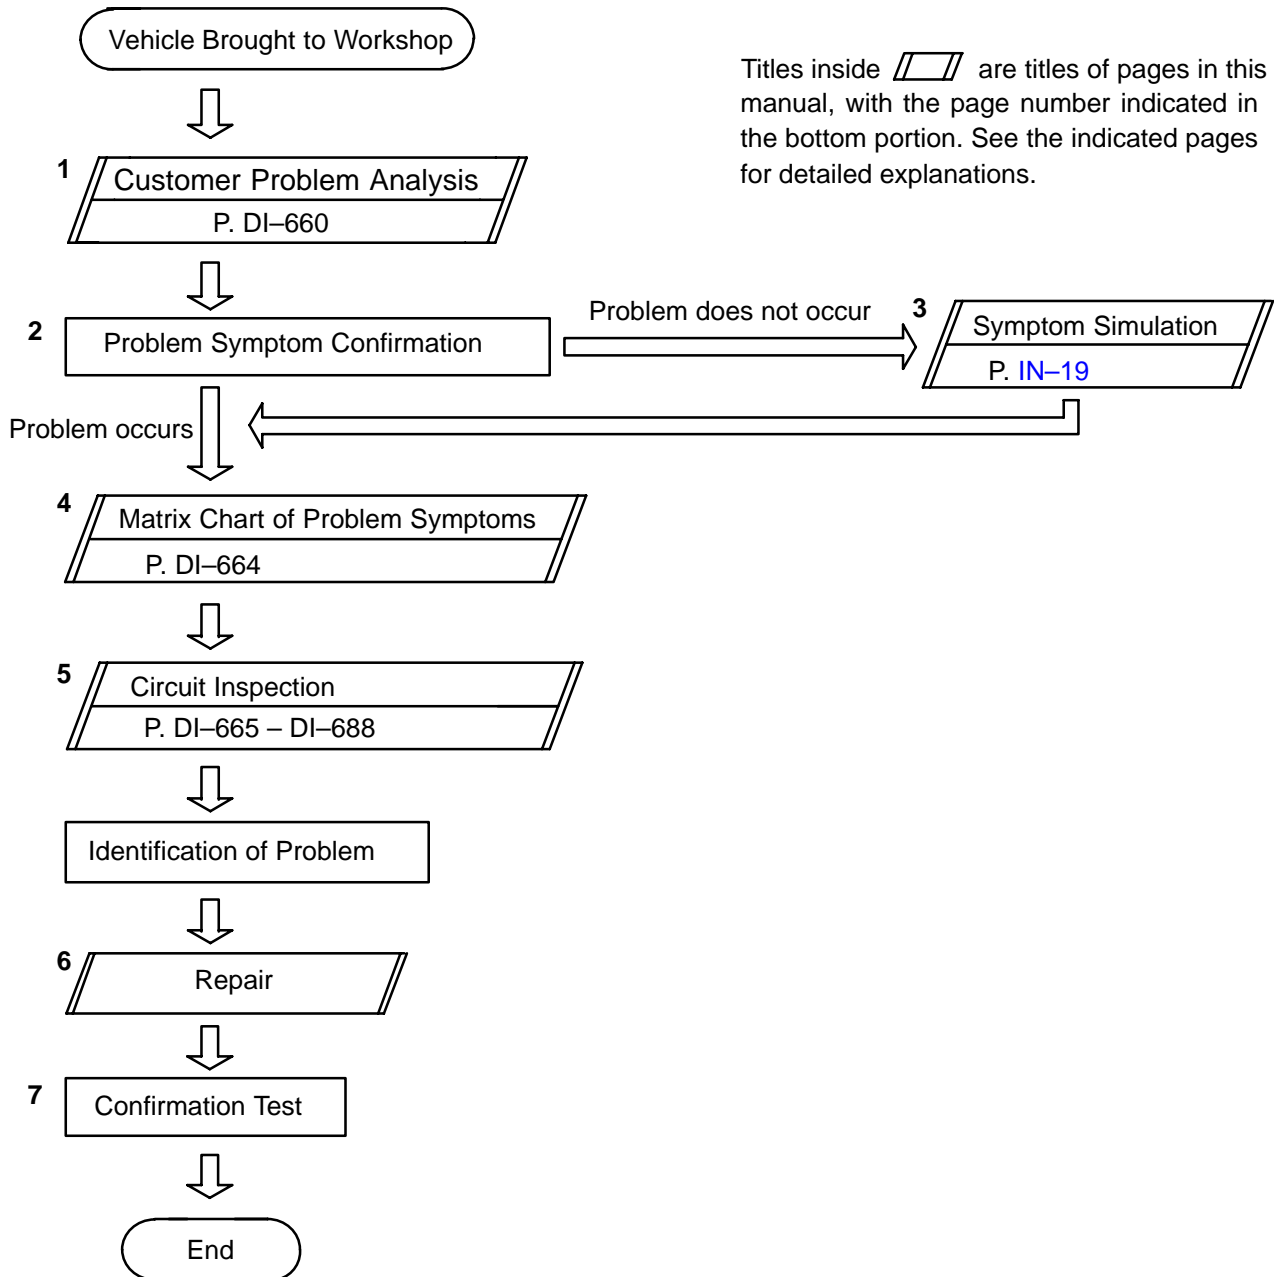 Vehicle Brought to Workshop
Titles inside are titles of pages in this
manual, with the page number indicated in
the bottom portion. See the indicated pages
for detailed explanations.
1
Customer Problem Analysis
P. DI–660
2
Problem Symptom Confirmation
Problem does not occur
3
Symptom Simulation
P. IN–19
Problem occurs
4
Matrix Chart of Problem Symptoms
P. DI–664
5
Circuit Inspection
P. DI–665 – DI–688
Identification of Problem
6
Repair
7
Confirmation Test
End